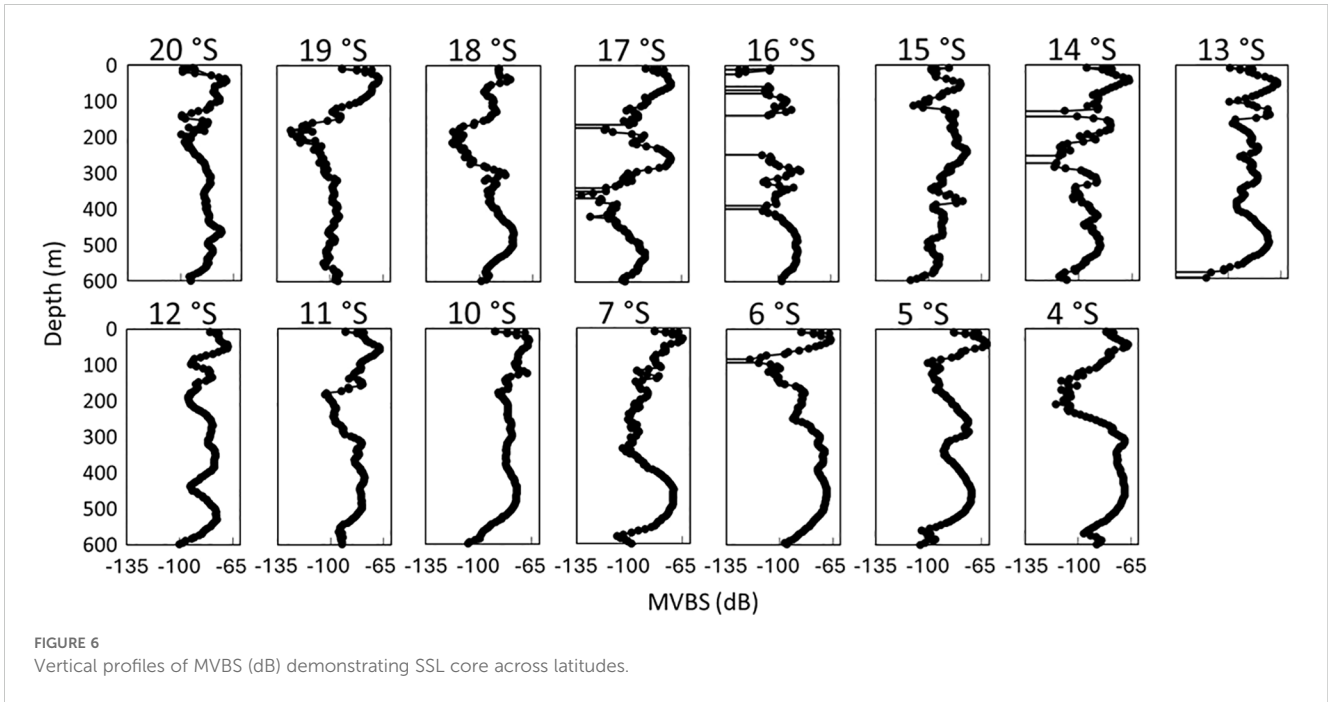 20 °S 19 °S 18 °S 17 °S 16 °S 15 °S 14 °S 13 °S
0
100
200
300
400
500
600
Depth (m)
12 °S 11 °S 10 °S 7 °S 6 °S 5 °S 4 °S
0
100
200
300
400
500
600
-135 -100 -65 -135 -100 -65 -135 -100 -65 -135 -100 -65 -135 -100 -65 -135 -100 -65 -135 -100 -65
MVBS (dB)
FIGURE 6
Vertical profiles of MVBS (dB) demonstrating SSL core across latitudes.